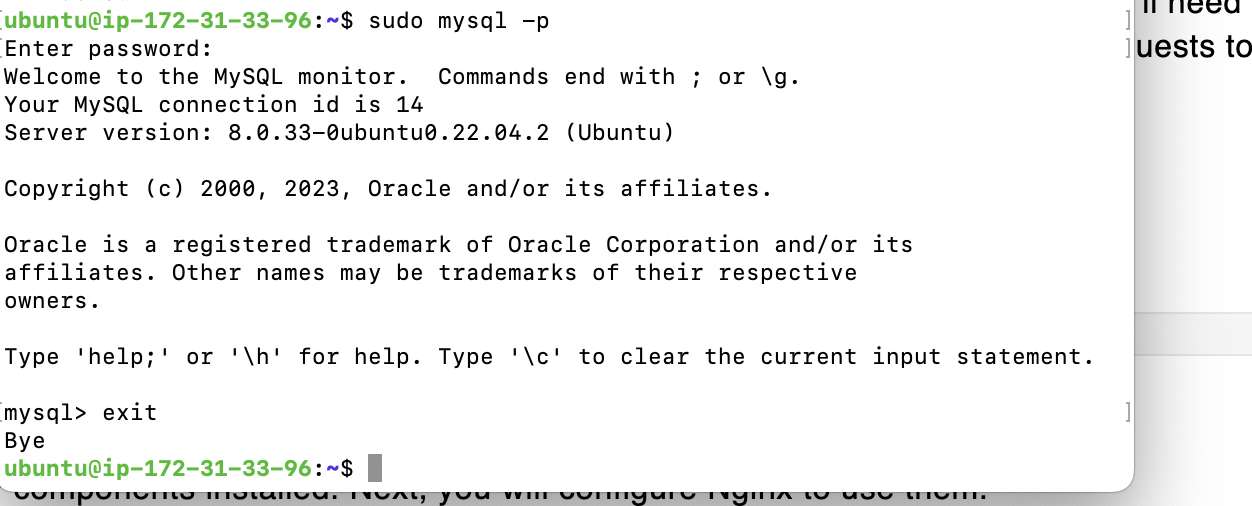 ll need
ubuntu@ip-172-31-33-96:~$ sudo mysql -p
Enter password:
uests to
Welcome to the MySQL monitor.  Commands end with ; or \g.
Your MySQL connection id is 14
Server version: 8.0.33-0ubuntu0.22.04.2 (Ubuntu)
Copyright (c) 2000, 2023, Oracle and/or its affiliates.
Oracle is a registered trademark of Oracle Corporation and/or its
affiliates. Other names may be trademarks of their respective
owners.
Type 'help;' or '\h' for help. Type '\c' to clear the current input statement.
mysql> exit
Bye
ubuntu@ip-172-31-33-96:~$
components installed. Next, you will configure Nginx to use them.